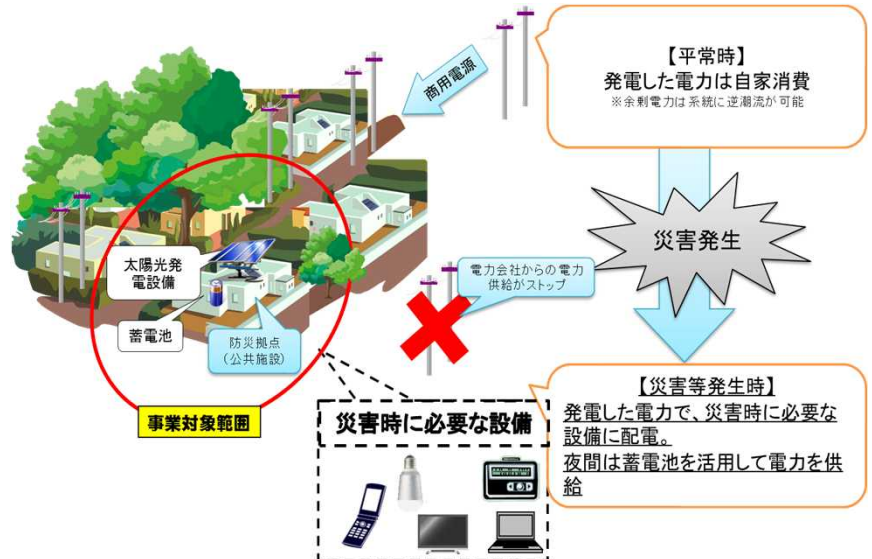 商用電源
【平常時】
発電した電力は自家消費
※余剰電力は系統に逆潮流が可能
災害発生
太陽光発
電設備
蓄電池
防災拠点
(公共施設)
電力会社からの電力
供給がストップ
事業対象範囲
災害時に必要な設備
【災害等発生時】
発電した電力で、災害時に必要な
設備に配電。
夜間は蓄電池を活用して電力を供
給